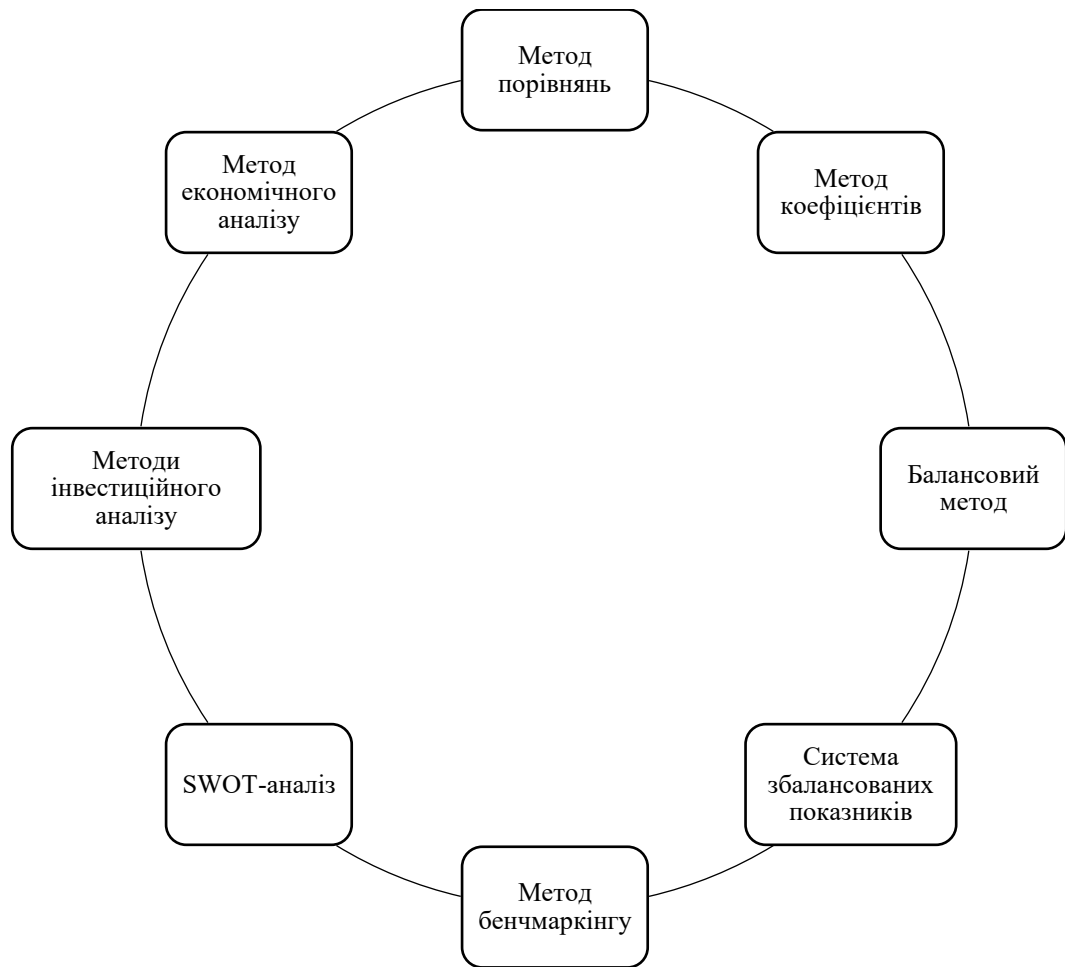 Метод
порівнянь
Метод
коефіцієнтів
Балансовий
метод
Система
збалансованих
показників
Метод
бенчмаркінгу
SWOT-аналіз
Методи
інвестиційного
аналізу
Метод
економічного
аналізу